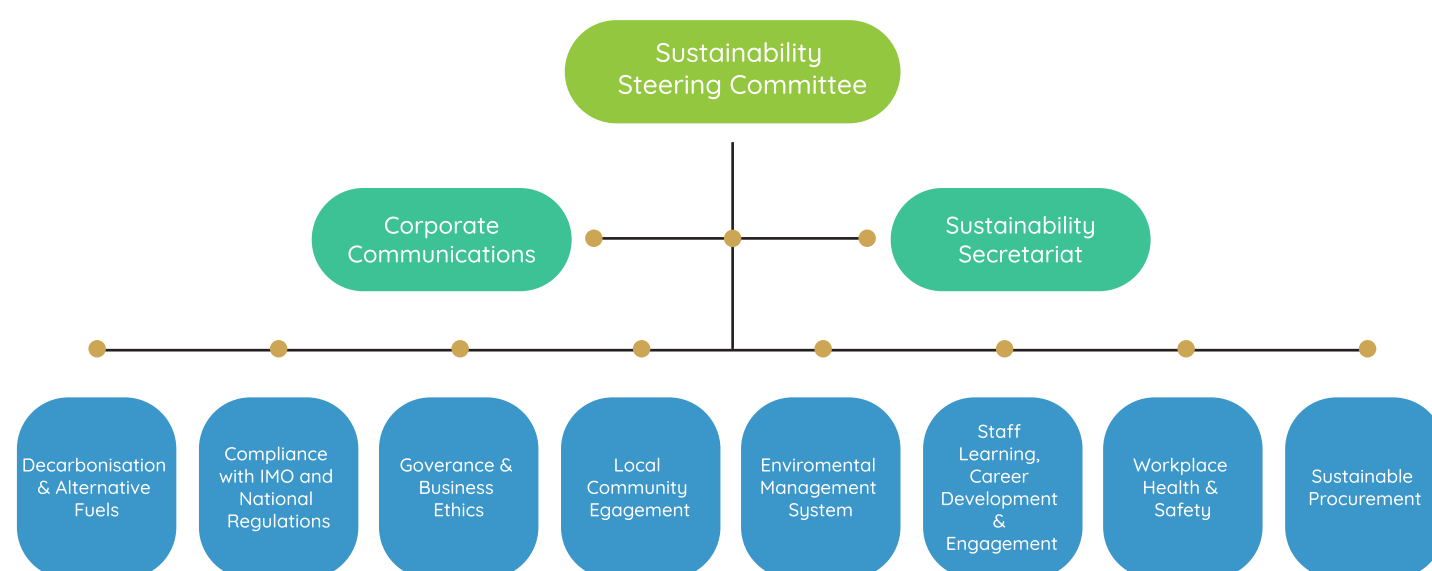 Sustainability
Steering Committee
Corporate
Communications
Sustainability
Secretariat
Decarbonisation
& Alternative
Fuels
Compliance
with IMO and
National
Regulations
Goverance &
Business
Ethics
Local
Community
Egagement
Enviromental
Management
System
Staff
Learning,
Career
Development
&
Engagement
Workplace
Health &
Safety
Sustainable
Procurement